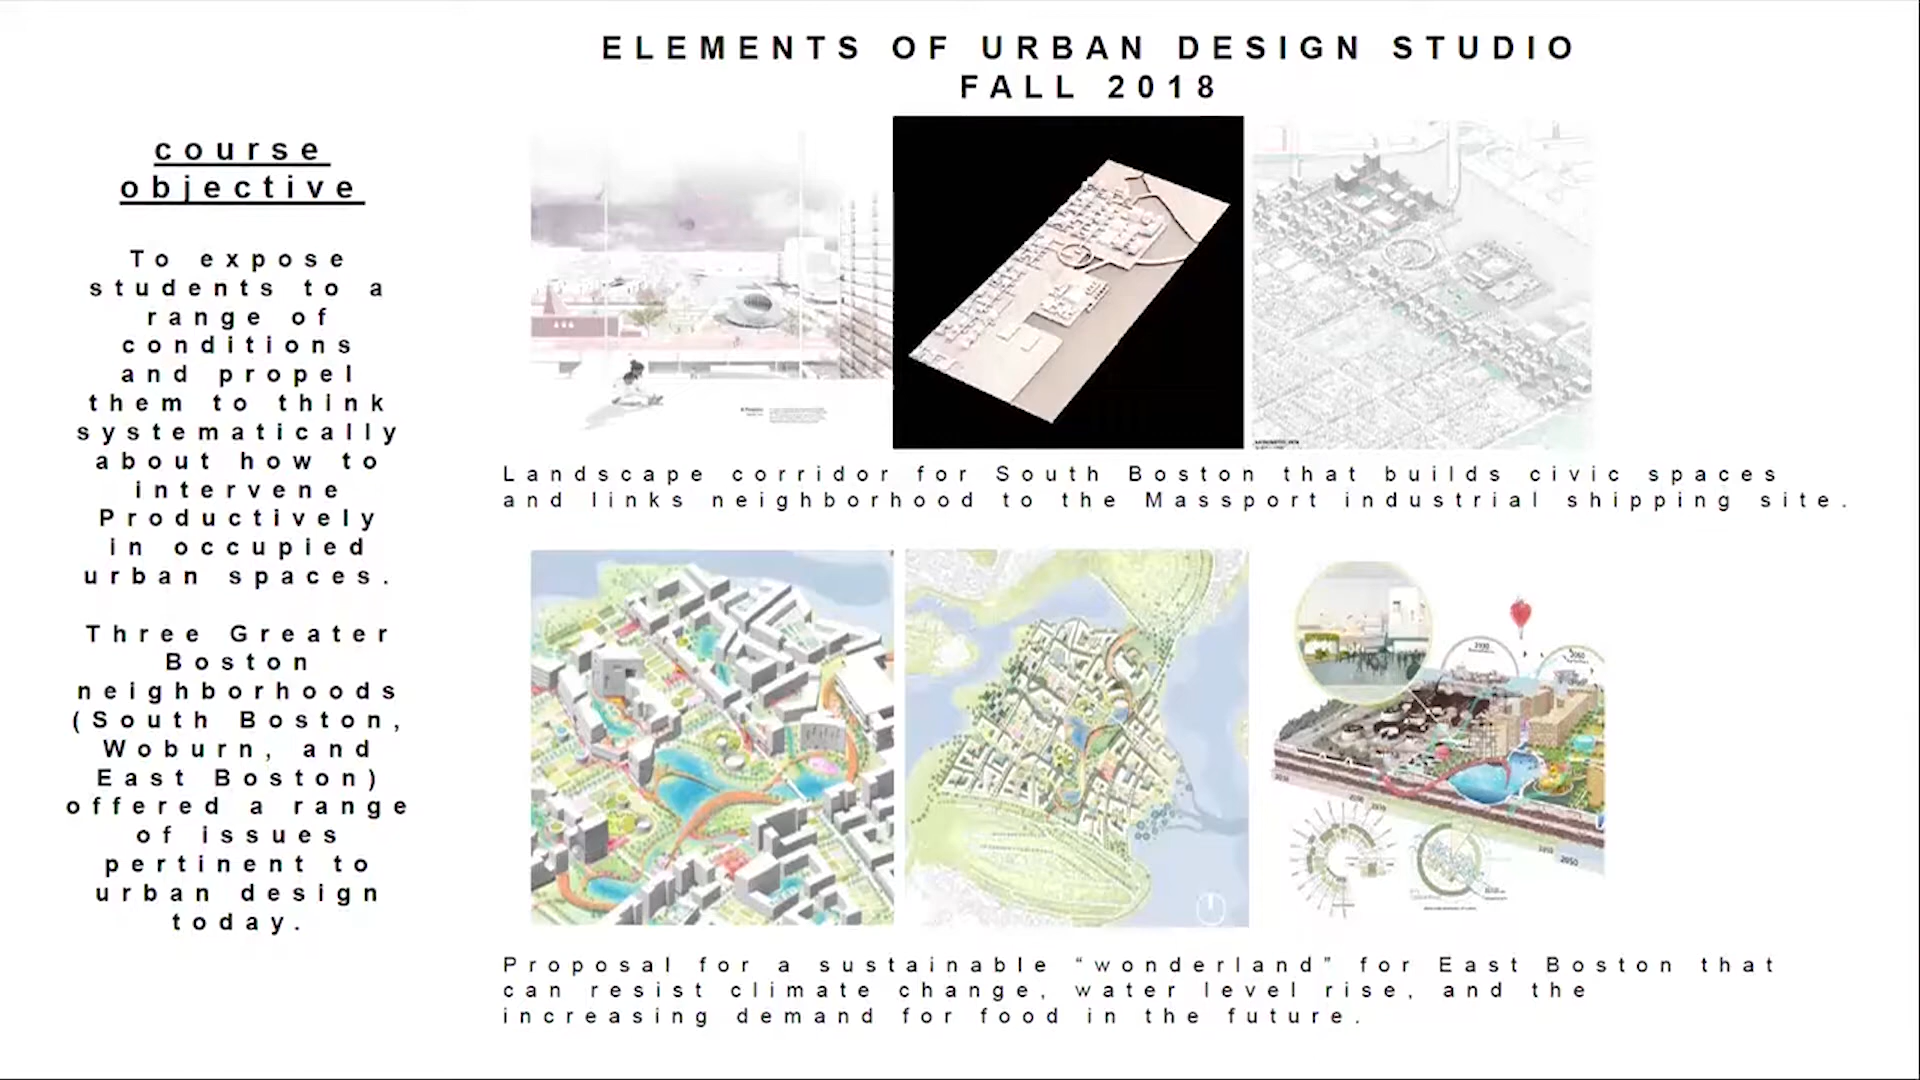 ELEMENTS OF URBAN DESIGN STUDIO
FALL 2018
course
objective
To expose
students to a
range of
conditions
and propel
them to think
systematically
about how to
intervene
Productively
in occupied
urban spaces.
Three Greater
Boston
neighborhoods
(South Boston,
Woburn, and
East Boston)
offered a range
of issues
pertinent to
urban design
today.
Landscape corridor for South Boston that builds civic spaces
and links neighborhood to the Massport industrial shipping site.
2030
2050
2050
Proposal for a sustainable “wonderland” for East Boston that
can resist climate change, water level rise, and the
increasing demand for food in the future.